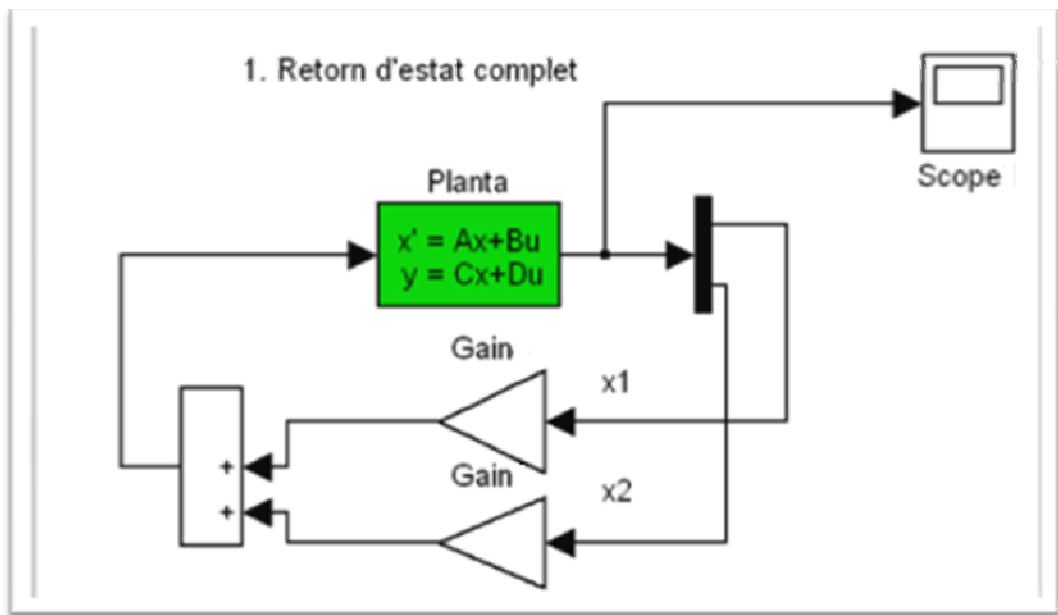 1. Retorn d'estat complet
Scope
Planta
x' = Ax+Bu
y = Cx+Du
Gain
x1
+
Gain
x2
+